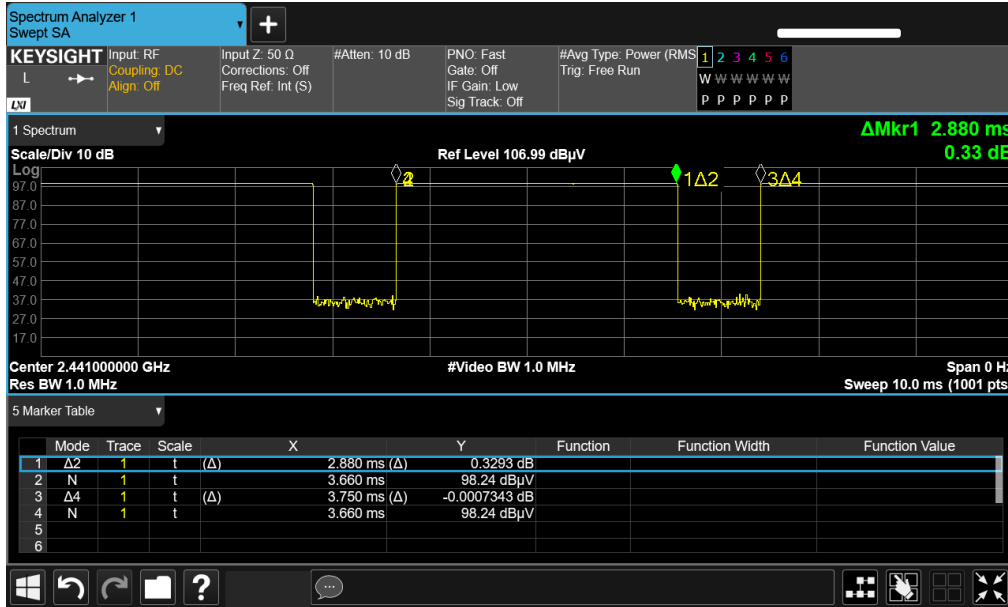 Spectrum Analyzer 1
Swept SA
+
KEYSIGHT Input: RF Input Z: 50 Ω #Atten: 10 dB PNO: Fast #Avg Type: Power (RMS 1 2 3 4 5 6
L Coupling: DC Corrections: Off Gate: Off Trig: Free Run W W W W W W
Align: Off Freq Ref: Int (S) IF Gain: Low P P P P P P
LXI Sig Track: Off
1 Spectrum ΔMkr1 2.880 ms
Scale/Div 10 dB Ref Level 106.99 dBµV 0.33 dB
Log
97.0 1Δ2 3Δ4
87.0
77.0
67.0
57.0
47.0
37.0
27.0
17.0
Center 2.441000000 GHz #Video BW 1.0 MHz Span 0 Hz
Res BW 1.0 MHz Sweep 10.0 ms (1001 pts
5 Marker Table
Mode Trace Scale X Y Function Function Width Function Value
1 Δ2 1 t (Δ) 2.880 ms (Δ) 0.3293 dB
2 N 1 t 3.660 ms 98.24 dBµV
3 Δ4 1 t (Δ) 3.750 ms (Δ) -0.0007343 dB
4 N 1 t 3.660 ms 98.24 dBµV
5
6
?